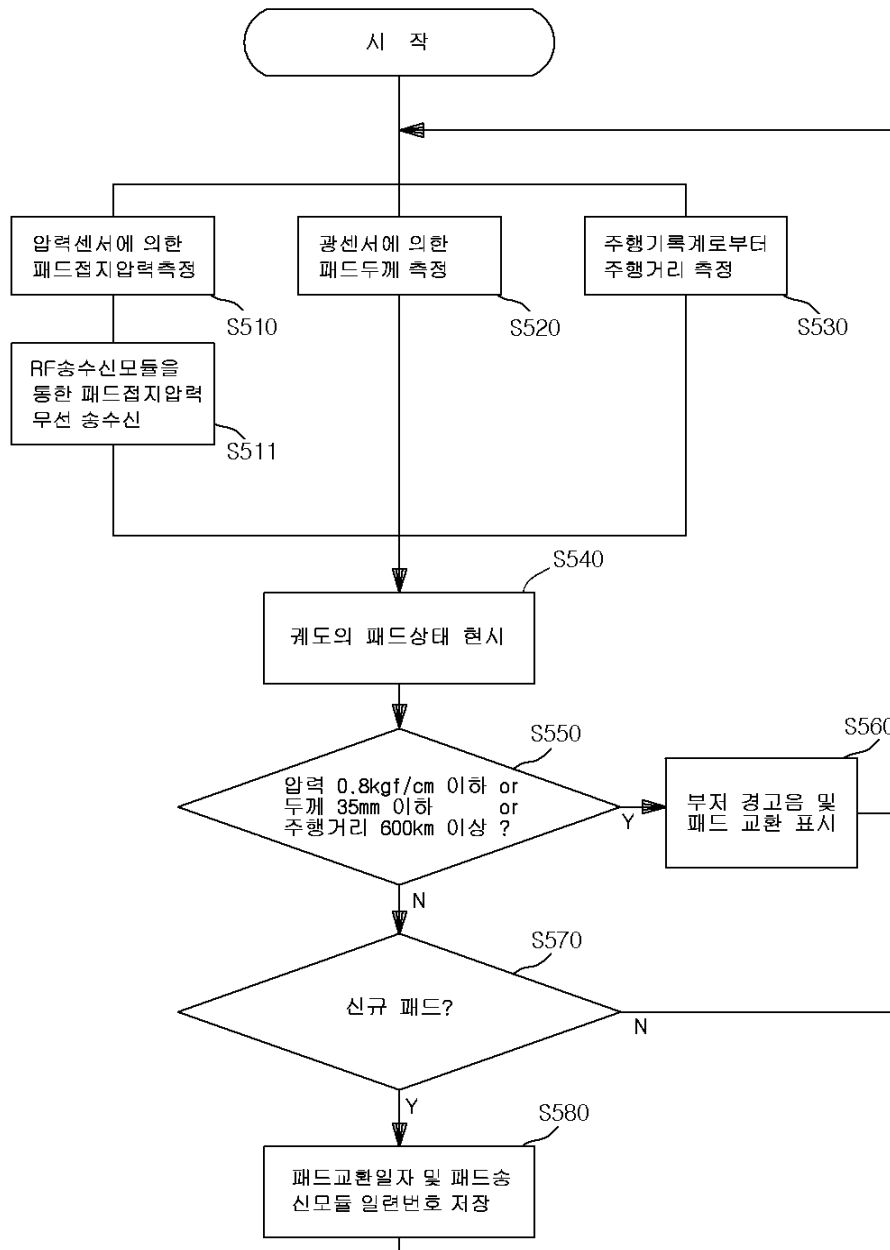 시 작
압력센서에 의한
패드접지압력측정
S510
광센서에 의한
패드두께 측정
S520
주행기록계로부터
주행거리 측정
S530
RF송수신모듈을
통한 패드접지압력
무선 송수신
S511
S540
궤도의 패드상태 현시
S550
압력 0.8kgf/cm 이하 or
두께 35mm 이하 or
주행거리 600km 이상 ?
Y
N
S560
부저 경고음 및
패드 교환 표시
S570
신규 패드?
N
Y
S580
패드교환일자 및 패드송
신모듈 일련번호 저장